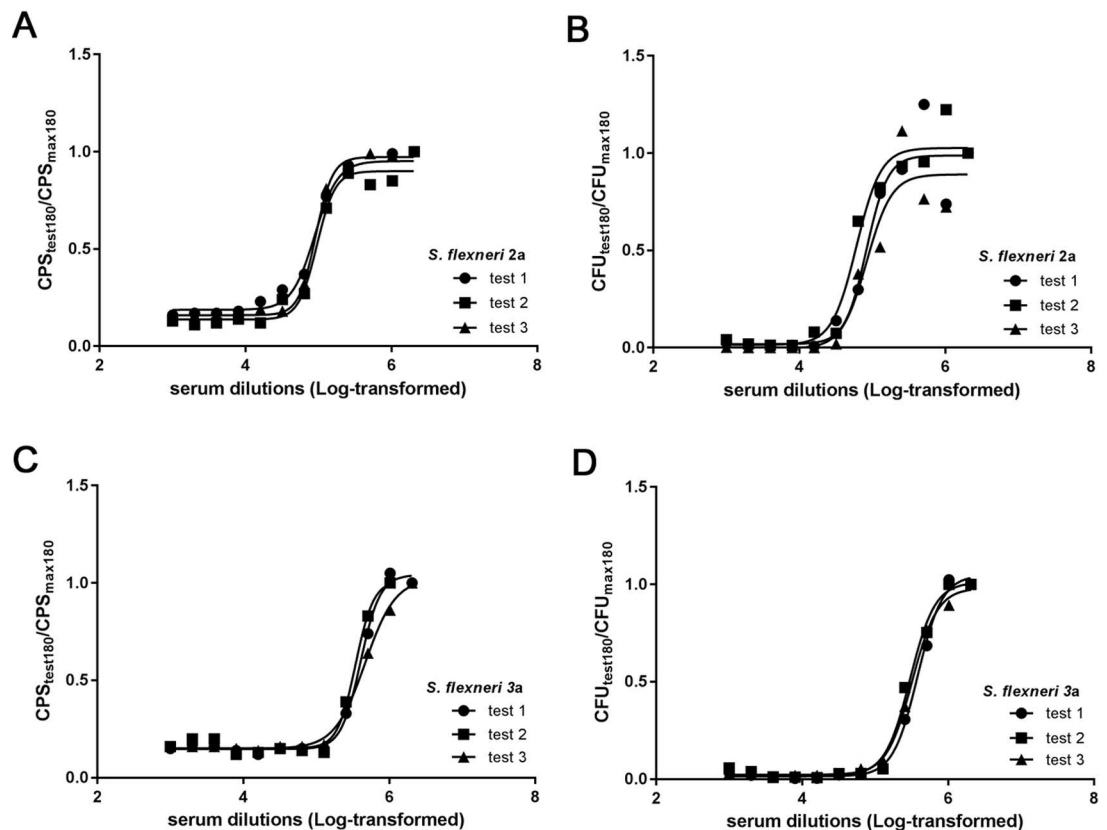 A
CPStest180/CPSmax180
1.5
1.0
0.5
0.0
S. flexneri 2a
test 1
test 2
test 3
2 4 6 8
serum dilutions (Log-transformed)
B
CFUtest180/CFUmax180
1.5
1.0
0.5
0.0
S. flexneri 2a
test 1
test 2
test 3
2 4 6 8
serum dilutions (Log-transformed)
C
CPStest180/CPSmax180
1.5
1.0
0.5
0.0
S. flexneri 3a
test 1
test 2
test 3
2 4 6 8
serum dilutions (Log-transformed)
D
CFUtest180/CFUmax180
1.5
1.0
0.5
0.0
S. flexneri 3a
test 1
test 2
test 3
2 4 6 8
serum dilutions (Log-transformed)